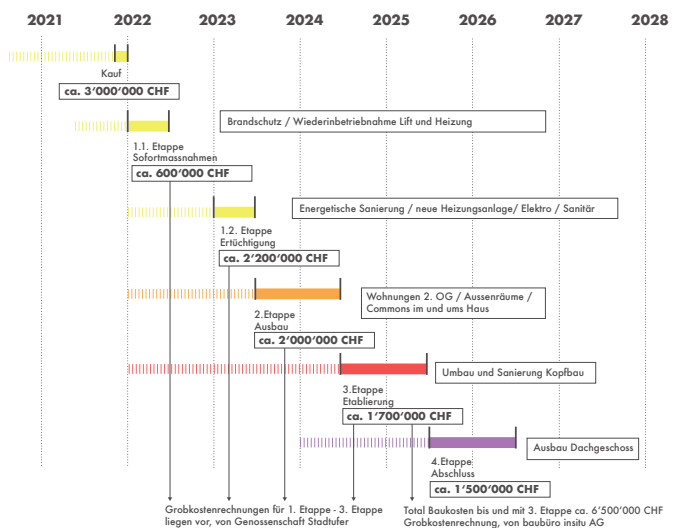 2021 2022 2023 2024 2025 2026 2027 2028
Kauf
ca. 3'000'000 CHF
Brandschutz / Wiederinbetriebnahme Lift und Heizung
1.1. Etappe
Sofortmassnahmen
ca. 600'000 CHF
Energetische Sanierung / neue Heizungsanlage/ Elektro / Sanitär
1.2. Etappe
Ertüchtigung
ca. 2'200'000 CHF
Wohnungen 2. OG / Aussenräume /
Commons im und ums Haus
2.Etappe
Ausbau
ca. 2'000'000 CHF
Umbau und Sanierung Kopfbau
3.Etappe
Etablierung
ca. 1'700'000 CHF
Ausbau Dachgeschoss
4.Etappe
Abschluss
ca. 1'500'000 CHF
Grobkostenrechnungen für 1. Etappe - 3. Etappe
liegen vor, von Genossenschaft Stadtufer
Total Baukosten bis und mit 3. Etappe ca. 6'500'000 CHF
Grobkostenrechnung, von baubüro insitu AG